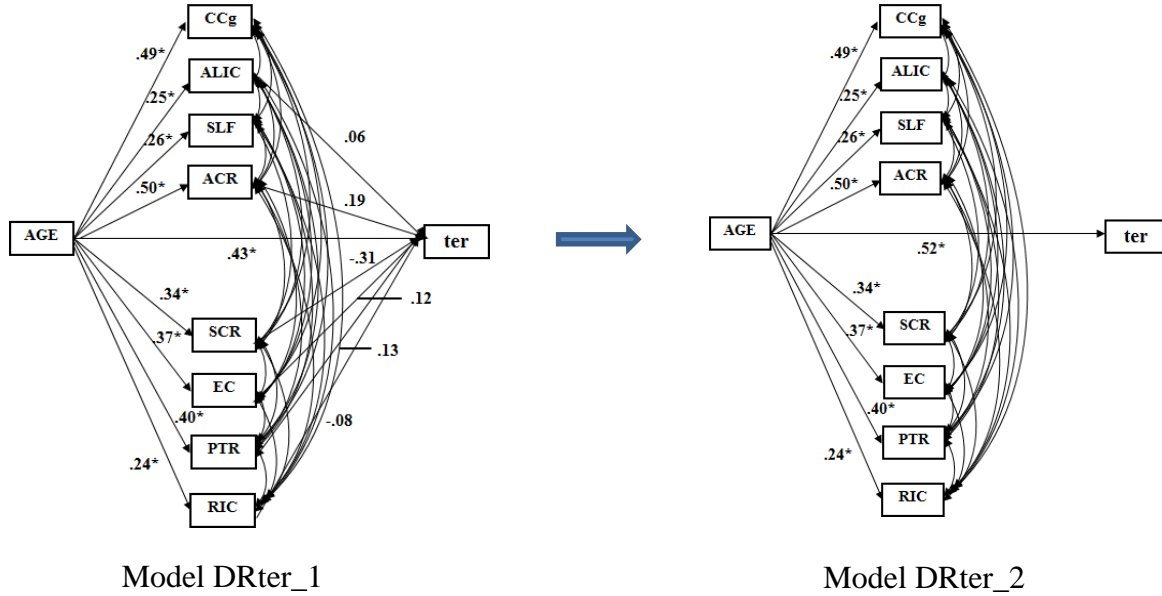 CCg
.49*
ALIC
.25*
SLF
.26*
.06
ACR
.50*
.19
AGE
ter
.43*
-.31
.34*
.12
SCR
.37*
.13
EC
.40*
-.08
PTR
.24*
RIC
Model DRter_1
CCg
.49*
ALIC
.25*
SLF
.26*
ACR
.50*
AGE
ter
.52*
.34*
SCR
.37*
EC
.40*
PTR
.24*
RIC
Model DRter_2